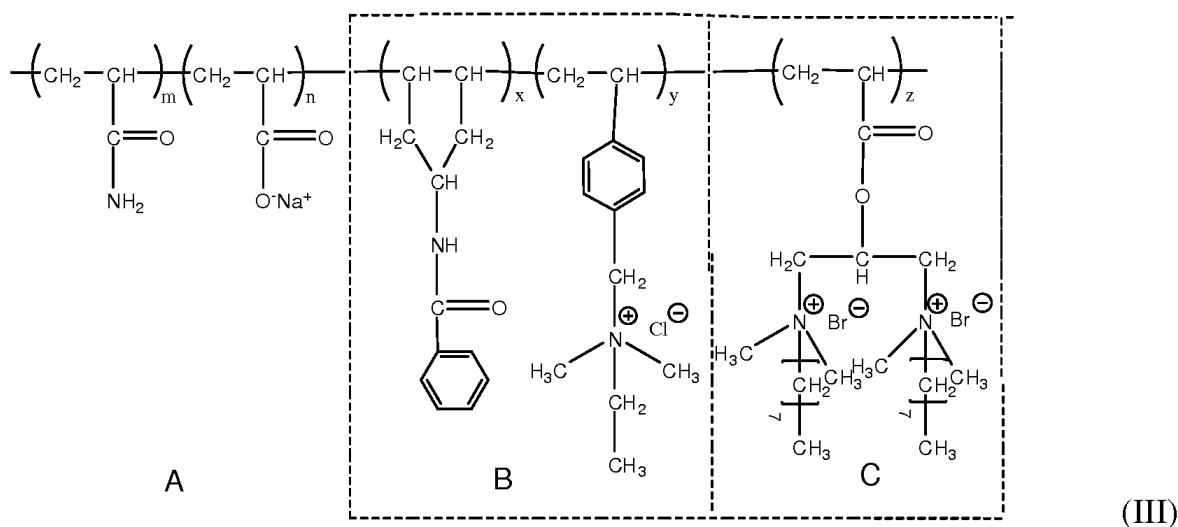 CH₂ CH CH₂ CH CH CH CH₂ CH CH₂ CH
m n x y z
C O C O H₂C CH₂ C O
CH
NH₂ O⁻Na⁺ O
NH H₂C C CH₂
H
CH₂
C O N⊕ Cl⊖ N⊕ Br⊖ N⊕ Br⊖
H₃C CH₃ H₃C CH₃ H₃C CH₃
CH₂ CH₂ CH₂
7 7
CH₃ CH₃ CH₃
A B C
(III)